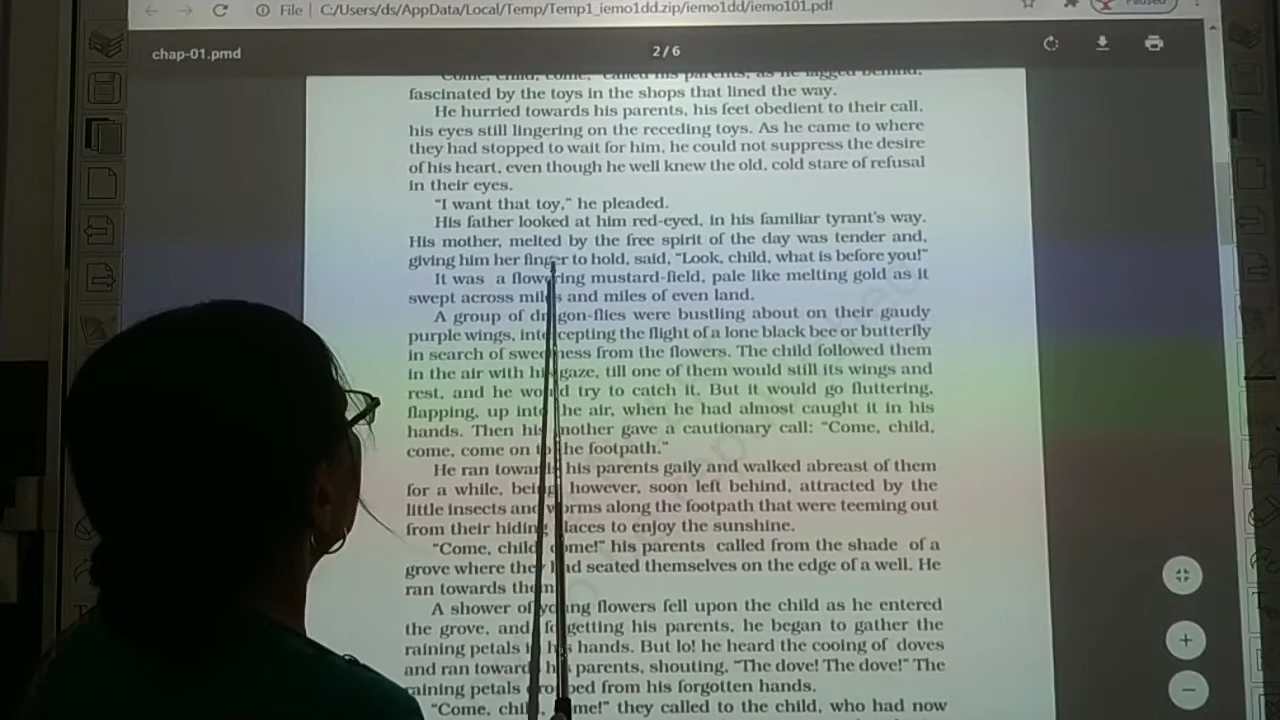 File | C:/Users/ds/AppData/Local/Temp/Temp1_iemo1dd.zip/iemo1dd/iemo101.pdf
Paused
chap-01.pmd
2 / 6
"Come, child, come," called his parents, as he lagged behind,
fascinated by the toys in the shops that lined the way.
He hurried towards his parents, his feet obedient to their call,
his eyes still lingering on the receding toys. As he came to where
they had stopped to wait for him, he could not suppress the desire
of his heart, even though he well knew the old, cold stare of refusal
in their eyes.
"I want that toy," he pleaded.
His father looked at him red-eyed, in his familiar tyrant's way.
His mother, melted by the free spirit of the day was tender and,
giving him her finger to hold, said, "Look, child, what is before you!"
It was a flowering mustard-field, pale like melting gold as it
swept across miles and miles of even land.
A group of dragon-flies were bustling about on their gaudy
purple wings, intercepting the flight of a lone black bee or butterfly
in search of sweetness from the flowers. The child followed them
in the air with his gaze, till one of them would still its wings and
rest, and he would try to catch it. But it would go fluttering,
flapping, up into the air, when he had almost caught it in his
hands. Then his mother gave a cautionary call: "Come, child,
come, come on to the footpath."
He ran towards his parents gaily and walked abreast of them
for a while, being, however, soon left behind, attracted by the
little insects and worms along the footpath that were teeming out
from their hiding places to enjoy the sunshine.
"Come, child, come!" his parents called from the shade of a
grove where they had seated themselves on the edge of a well. He
ran towards them.
A shower of young flowers fell upon the child as he entered
the grove, and, forgetting his parents, he began to gather the
raining petals in his hands. But lo! he heard the cooing of doves
and ran towards his parents, shouting, "The dove! The dove!" The
raining petals dropped from his forgotten hands.
"Come, child, come!" they called to the child, who had now